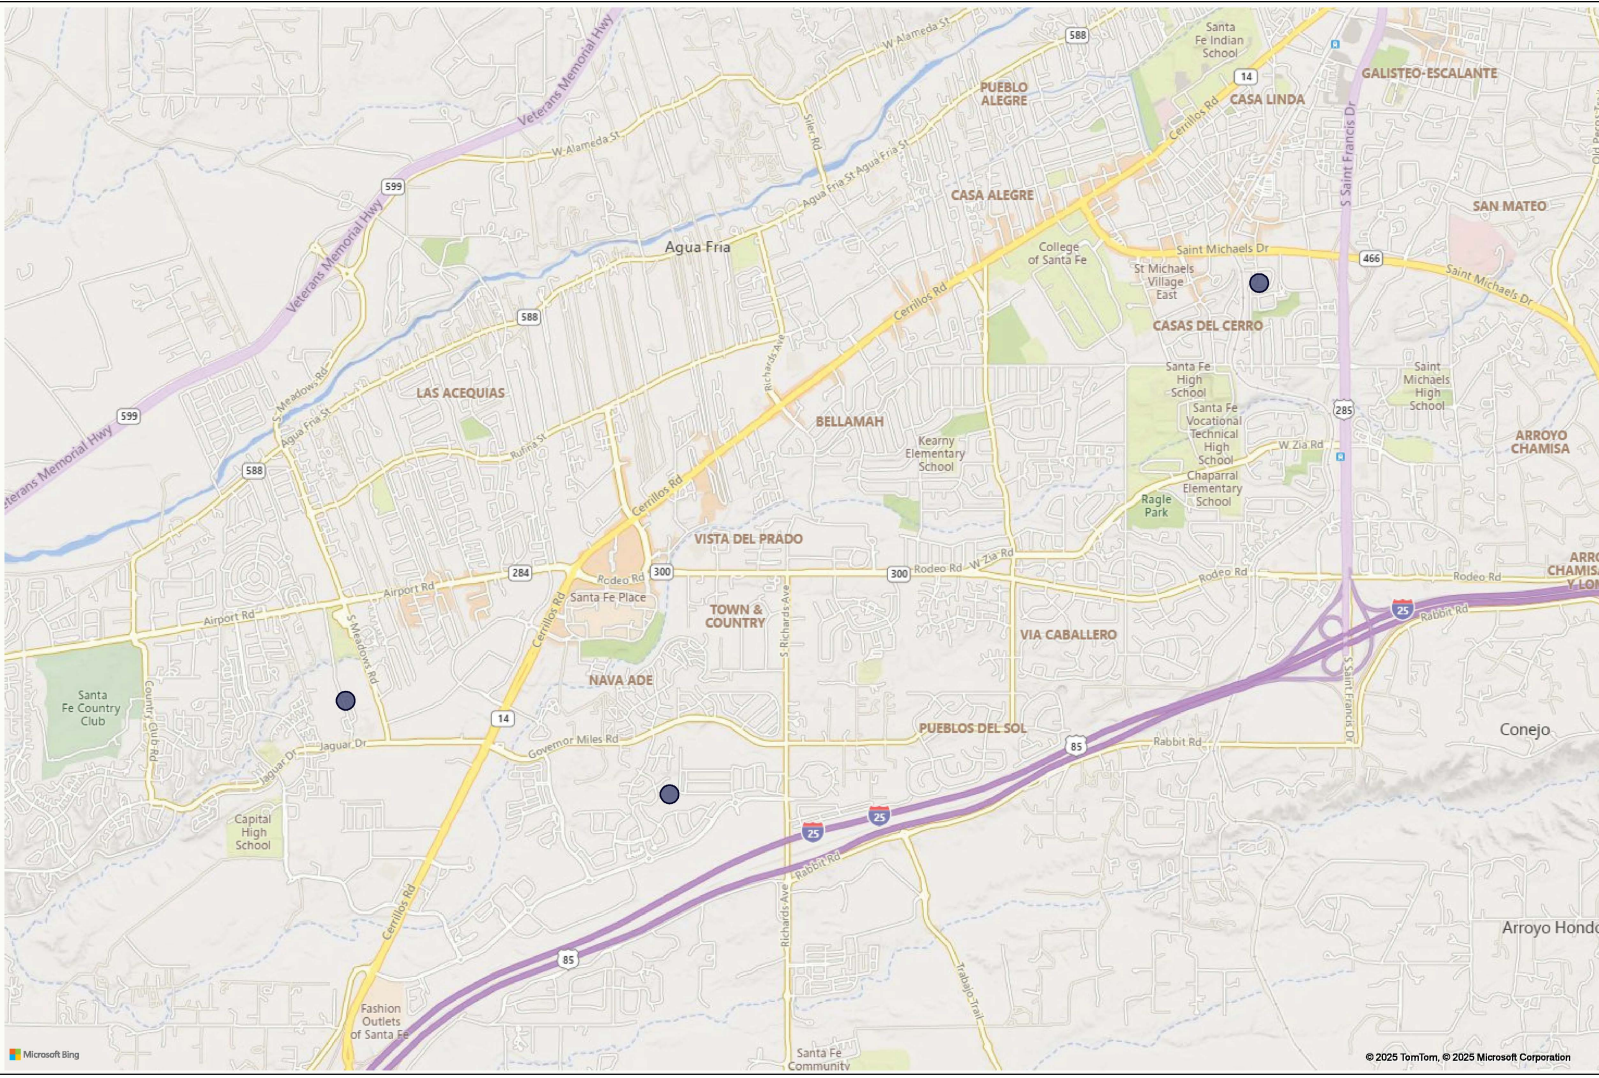 Veterans Memorial Hwy
W Alameda St
588
Santa
Fe Indian
School
GALISTEO-ESCALANTE
14
PUEBLO
ALEGRE
CASA LINDA
Cerrillos Rd
Siler Rd
S Saint Francis Dr
W Alameda St
Agua Fria St
Agua Fria St
599
CASA ALEGRE
SAN MATEO
Veterans Memorial Hwy
Agua Fria
College
of Santa Fe
Saint Michaels Dr
466
St Michaels
Village
East
Saint Michaels Dr
Cerrillos Rd
588
CASAS DEL CERRO
Richards Ave
S Meadows Rd
LAS ACEQUIAS
Santa Fe
High
School
Saint
Michaels
High
School
599
285
BELLAMAH
Santa Fe
Vocational
Technical
High
School
Agua Fria St
Rufina St
Kearny
Elementary
School
W Zia Rd
ARROYO
CHAMISA
eterans Memorial Hwy
588
Cerrillos Rd
Chaparral
Elementary
School
Ragle
Park
VISTA DEL PRADO
W Zia Rd
284
Rodeo Rd
300
300
Rodeo Rd
Rodeo Rd
Rodeo Rd
ARRO
CHAMISA
Y LOM
Airport Rd
Santa Fe Place
Airport Rd
S Meadows Rd
Cerrillos Rd
TOWN &
COUNTRY
S Richards Ave
25
Rabbit Rd
VIA CABALLERO
NAVA ADE
Santa
Fe Country
Club
Country Club Rd
S Saint Francis Dr
14
PUEBLOS DEL SOL
Conejo
Jaguar Dr
Governor Miles Rd
85
Rabbit Rd
Jaguar Dr
Capital
High
School
25
25
Rabbit Rd
Cerrillos Rd
Richards Ave
Arroyo Hondo
85
Trabajo Trail
Fashion
Outlets
of Santa Fe
Microsoft Bing
Santa Fe
Community
© 2025 TomTom, © 2025 Microsoft Corporation